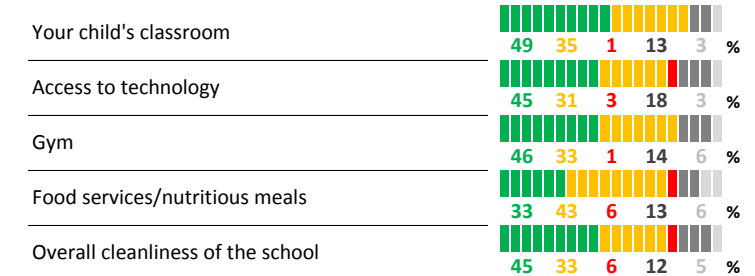 Your child's classroom
49 35 1 13 3 %
Access to technology
45 31 3 18 3 %
Gym
46 33 1 14 6 %
Food services/nutritious meals
33 43 6 13 6 %
Overall cleanliness of the school
45 33 6 12 5 %